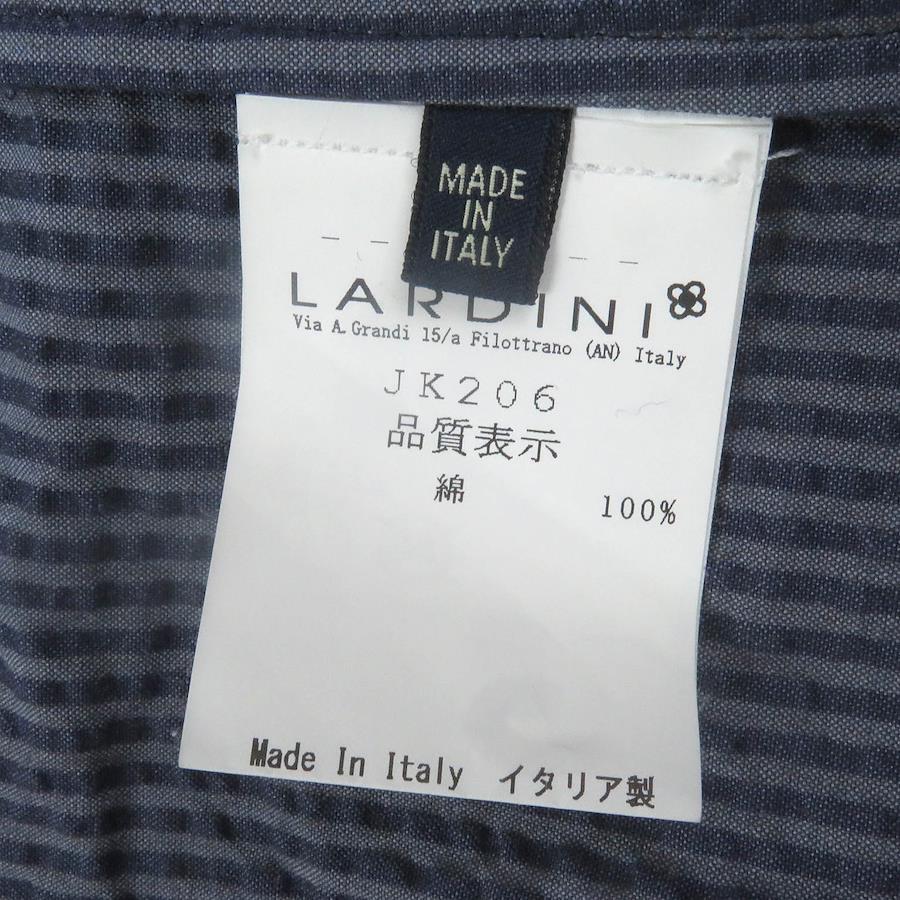 MADE
IN
ITALY
LARDINI
Via A.Grandi 15/a Filottrano (AN) Italy
JK206
品質表示
綿 100%
Made In Italy イタリア製